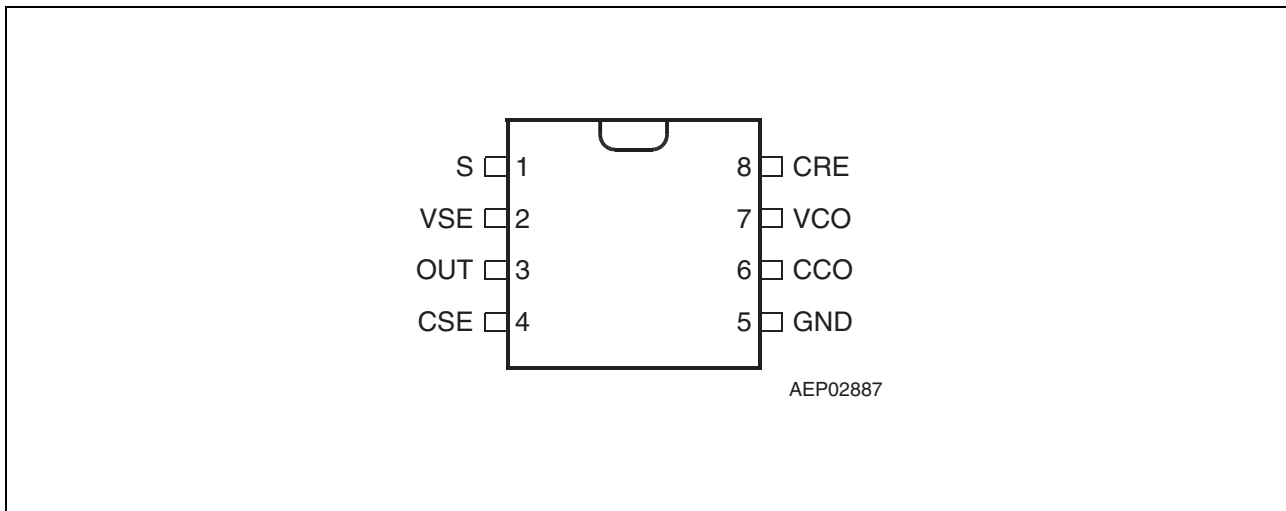 S 1 8 CRE
VSE 2 7 VCO
OUT 3 6 CCO
CSE 4 5 GND
AEP02887